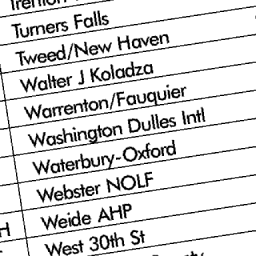 Trenton
Turners Falls
Tweed/New Haven
Walter J Koladza
Warrenton/Fauquier
Washington Dulles Intl
Waterbury-Oxford
Webster NOLF
Weide AHP
H
West 30th St